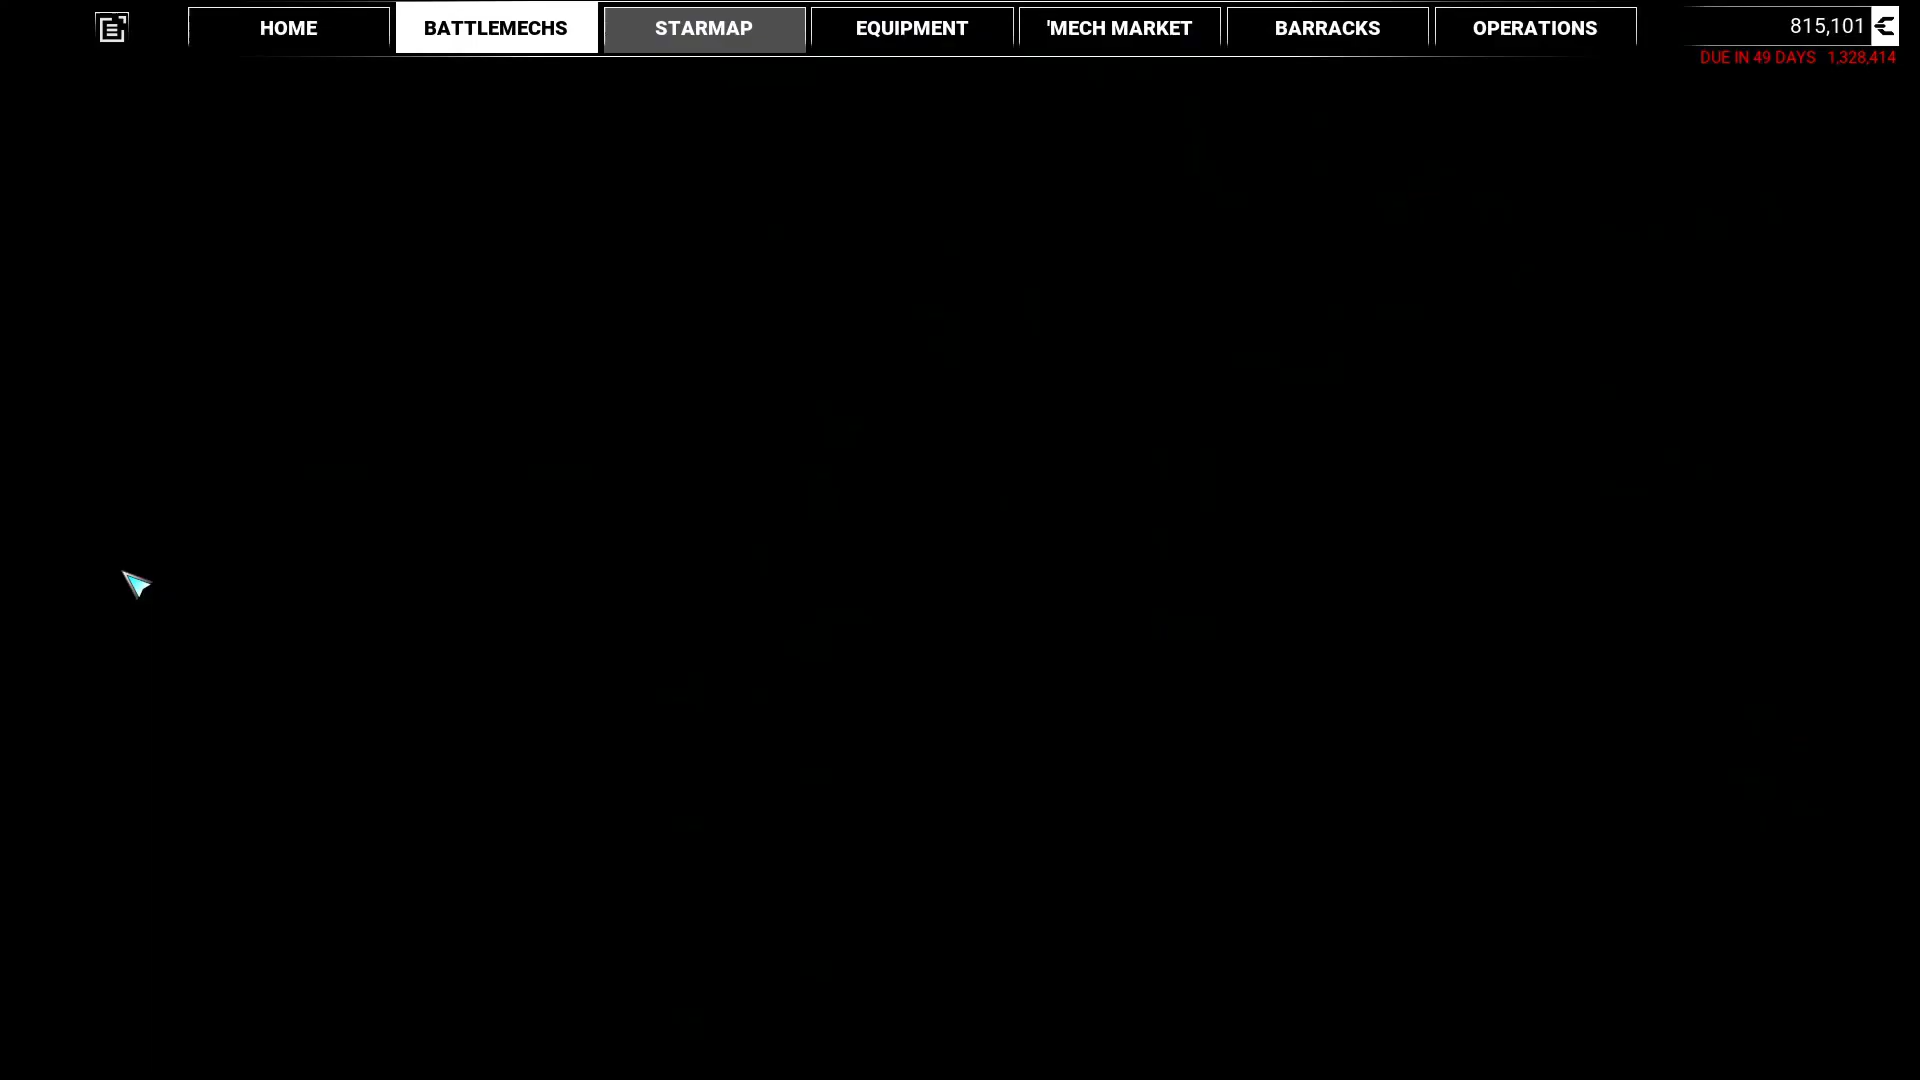 HOME
BATTLEMECHS
STARMAP
EQUIPMENT
'MECH MARKET
BARRACKS
OPERATIONS
815,101
DUE IN 49 DAYS 1,328,414